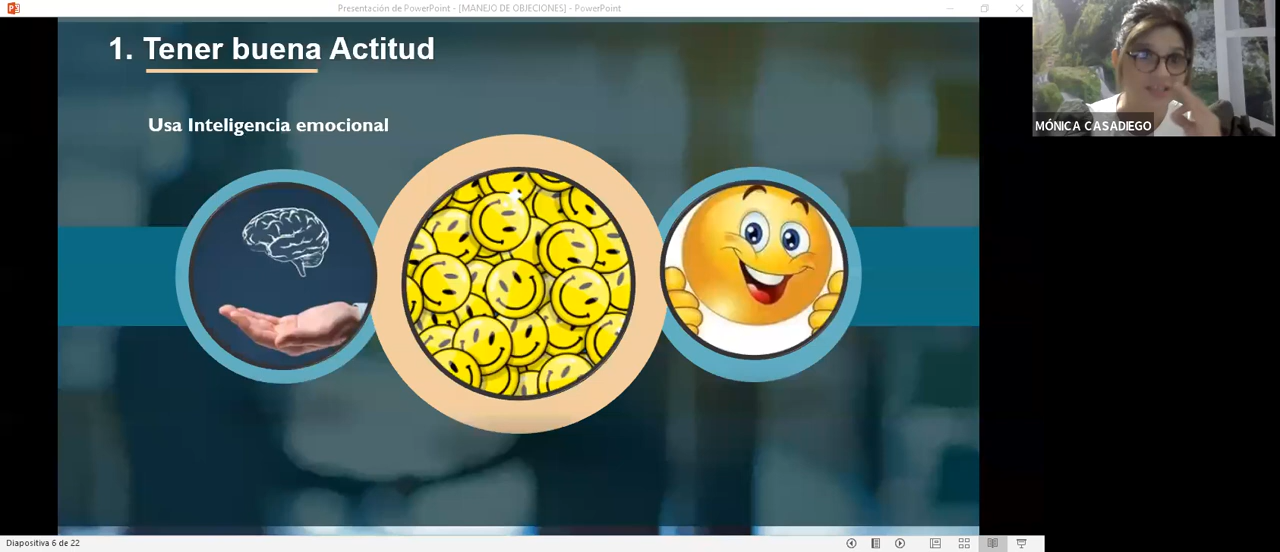 Presentación de PowerPoint - [MANEJO DE OBJECIONES] - PowerPoint
1. Tener buena Actitud
Usa Inteligencia emocional
MÓNICA CASADIEGO
Diapositiva 6 de 22